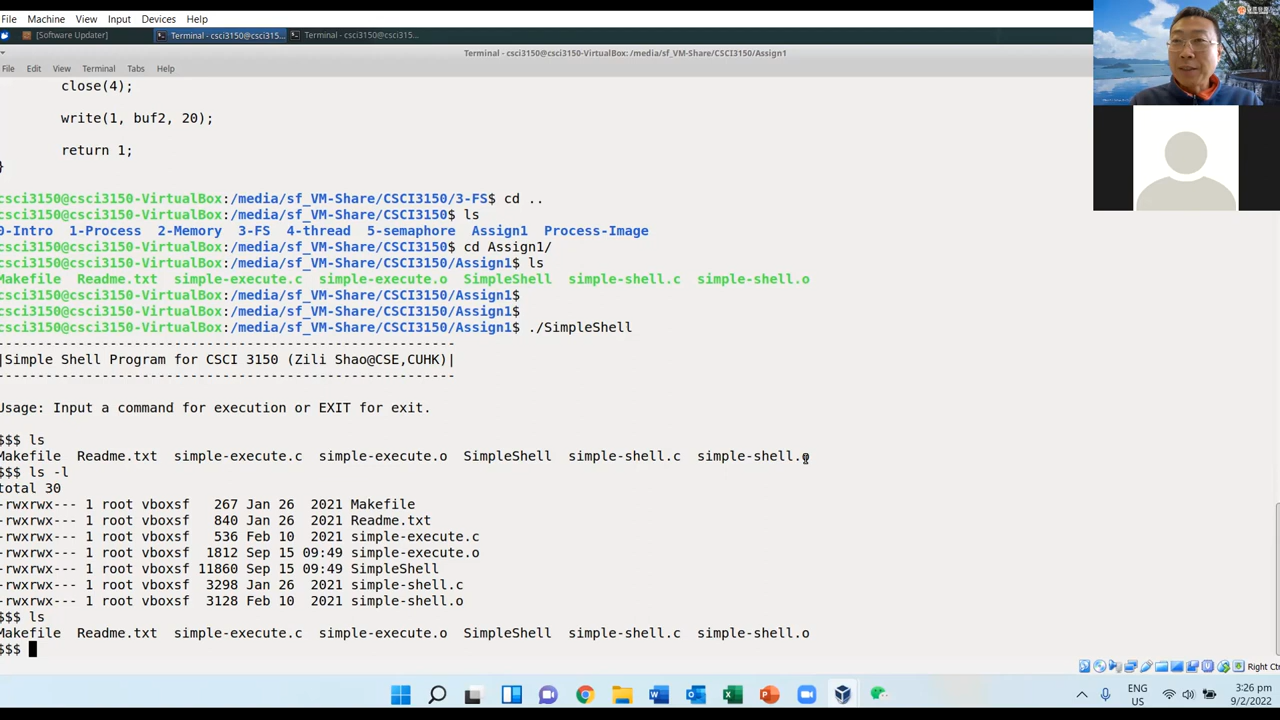 File Machine View Input Devices Help
[Software Updater] Terminal - csci3150@csci315... Terminal - csci3150@csci315...
Terminal - csci3150@csci3150-VirtualBox: /media/sf_VM-Share/CSCI3150/Assign1
File Edit View Terminal Tabs Help
close(4);
write(1, buf2, 20);
return 1;
}
csci3150@csci3150-VirtualBox:/media/sf_VM-Share/CSCI3150/3-FS$ cd ..
csci3150@csci3150-VirtualBox:/media/sf_VM-Share/CSCI3150$ ls
0-Intro 1-Process 2-Memory 3-FS 4-thread 5-semaphore Assign1 Process-Image
csci3150@csci3150-VirtualBox:/media/sf_VM-Share/CSCI3150$ cd Assign1/
csci3150@csci3150-VirtualBox:/media/sf_VM-Share/CSCI3150/Assign1$ ls
Makefile Readme.txt simple-execute.c simple-execute.o SimpleShell simple-shell.c simple-shell.o
csci3150@csci3150-VirtualBox:/media/sf_VM-Share/CSCI3150/Assign1$
csci3150@csci3150-VirtualBox:/media/sf_VM-Share/CSCI3150/Assign1$
csci3150@csci3150-VirtualBox:/media/sf_VM-Share/CSCI3150/Assign1$ ./SimpleShell
---------------------------------------------------------
|Simple Shell Program for CSCI 3150 (Zili Shao@CSE,CUHK)|
---------------------------------------------------------
Usage: Input a command for execution or EXIT for exit.
$$$ ls
Makefile Readme.txt simple-execute.c simple-execute.o SimpleShell simple-shell.c simple-shell.o
$$$ ls -l
total 30
-rwxrwx--- 1 root vboxsf 267 Jan 26 2021 Makefile
-rwxrwx--- 1 root vboxsf 840 Jan 26 2021 Readme.txt
-rwxrwx--- 1 root vboxsf 536 Feb 10 2021 simple-execute.c
-rwxrwx--- 1 root vboxsf 1812 Sep 15 09:49 simple-execute.o
-rwxrwx--- 1 root vboxsf 11860 Sep 15 09:49 SimpleShell
-rwxrwx--- 1 root vboxsf 3298 Jan 26 2021 simple-shell.c
-rwxrwx--- 1 root vboxsf 3128 Feb 10 2021 simple-shell.o
$$$ ls
Makefile Readme.txt simple-execute.c simple-execute.o SimpleShell simple-shell.c simple-shell.o
$$$
Right Ct
ENG
US
3:26 pm
9/2/2022